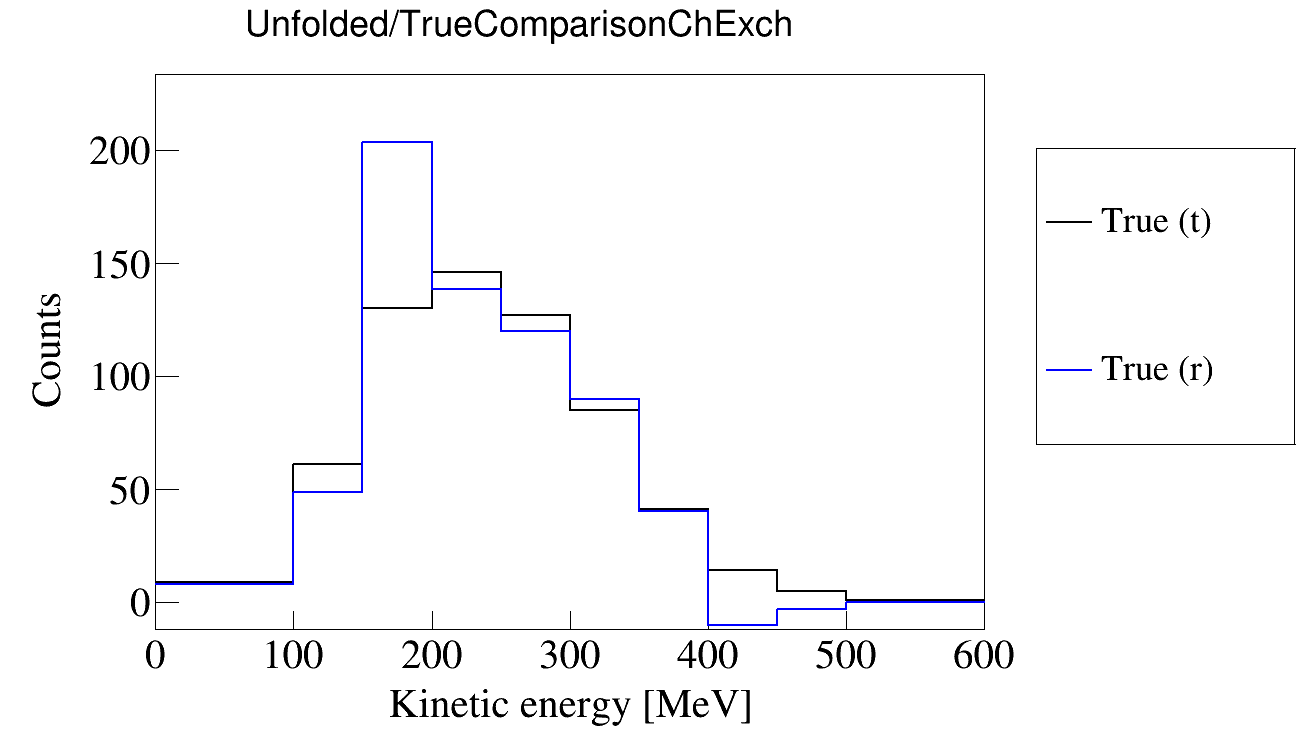 Unfolded/TrueComparisonChExch
200
150
100
50
0
Counts
0 100 200 300 400 500 600
Kinetic energy [MeV]
True (t)
True (r)